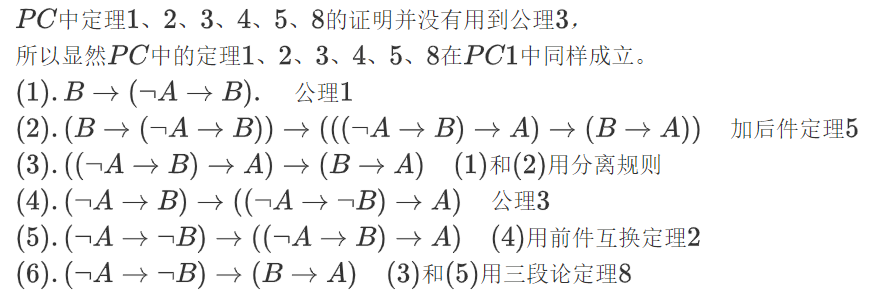 PC中定理1、2、3、4、5、8的证明并没有用到公理3，
所以显然PC中的定理1、2、3、4、5、8在PC1中同样成立。
(1). B → (¬A → B). 公理1
(2). (B → (¬A → B)) → (((¬A → B) → A) → (B → A)) 加后件定理5
(3). ((¬A → B) → A) → (B → A) (1)和(2)用分离规则
(4). (¬A → B) → ((¬A → ¬B) → A) 公理3
(5). (¬A → ¬B) → ((¬A → B) → A) (4)用前件互换定理2
(6). (¬A → ¬B) → (B → A) (3)和(5)用三段论定理8